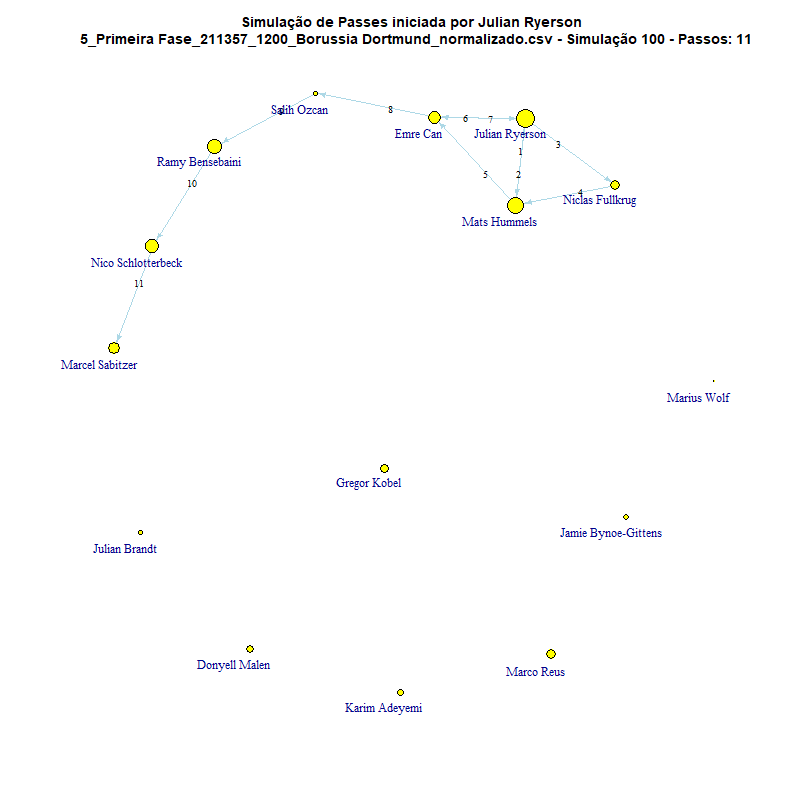 Simulação de Passes iniciada por Julian Ryerson
5_Primeira Fase_211357_1200_Borussia Dortmund_normalizado.csv - Simulação 100 - Passos: 11
Salih Ozcan
8
Emre Can
6
7
Julian Ryerson
3
1
Ramy Bensebaini
10
5
2
4
Niclas Fullkrug
Mats Hummels
Nico Schlotterbeck
11
Marcel Sabitzer
Marius Wolf
Gregor Kobel
Jamie Bynoe-Gittens
Julian Brandt
Donyell Malen
Marco Reus
Karim Adeyemi